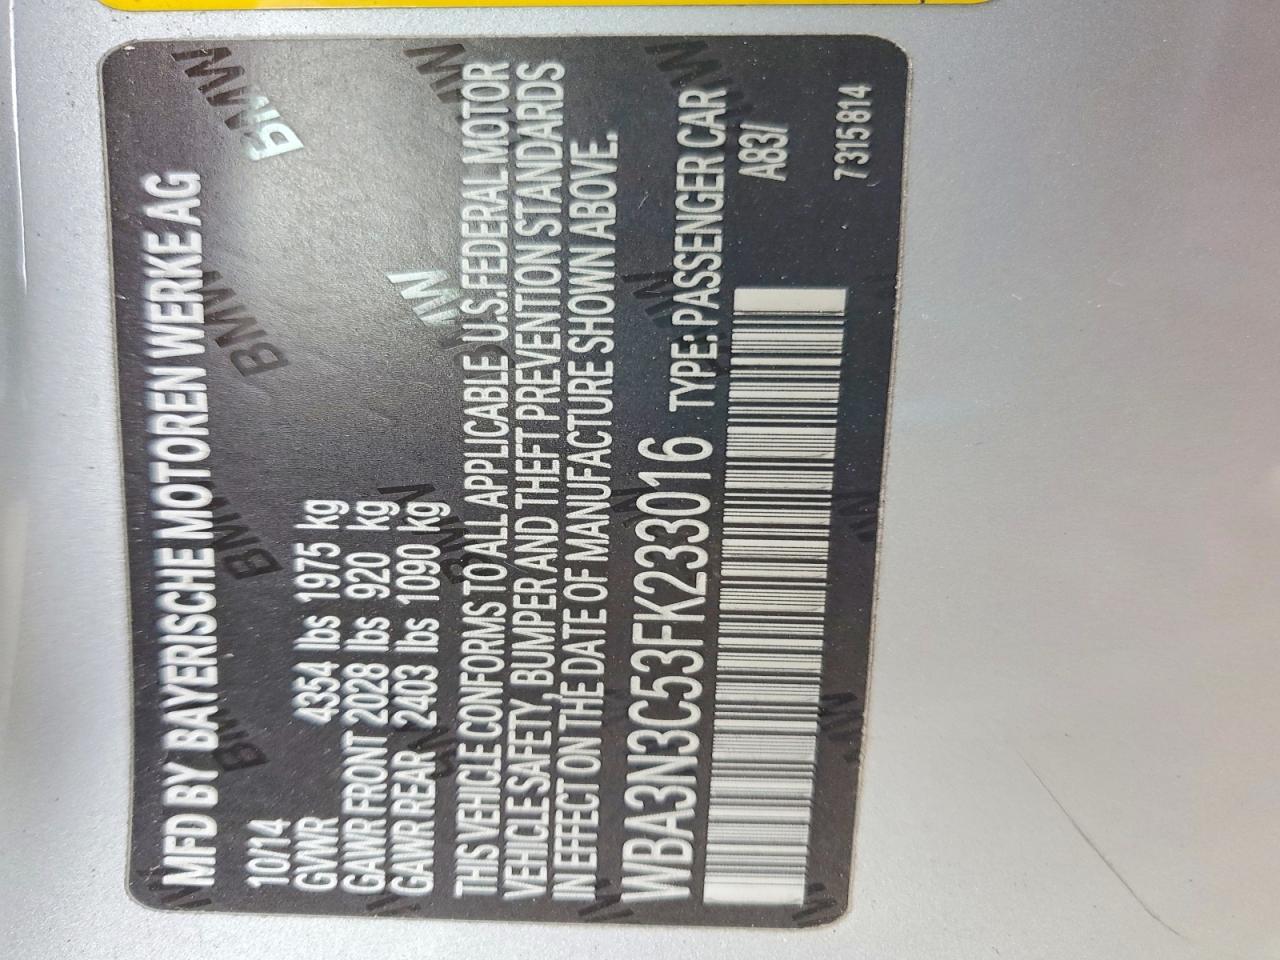 MFD BY BAYERISCHE MOTOREN WERKE AG
10/14
GVWR 4354 lbs 1975 kg
GAWR FRONT 2028 lbs 920 kg
GAWR REAR 2403 lbs 1090 kg
THIS VEHICLE CONFORMS TO ALL APPLICABLE U.S. FEDERAL MOTOR
VEHICLE SAFETY, BUMPER AND THEFT PREVENTION STANDARDS
IN EFFECT ON THE DATE OF MANUFACTURE SHOWN ABOVE.
WBA3N3C53FK233016 TYPE: PASSENGER CAR
A83/
7315814